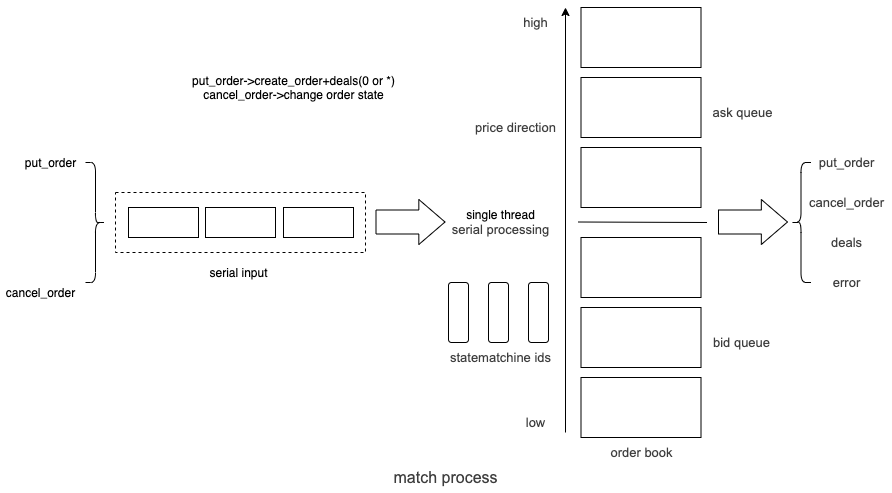 high
put_order->create_order+deals(0 or *)
cancel_order->change order state
ask queue
price direction
put_order
put_order
cancel_order
single thread
serial processing
deals
serial input
error
cancel_order
statematchine ids
bid queue
low
order book
match process